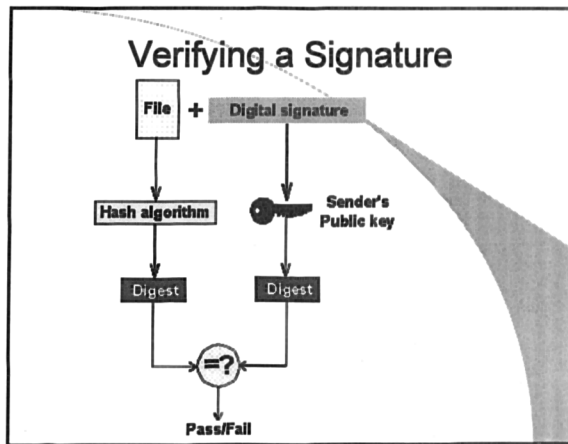 Verifying a Signature
File + Digital signature
Hash algorithm
Sender's
Public key
Digest
Digest
=?
Pass/Fail